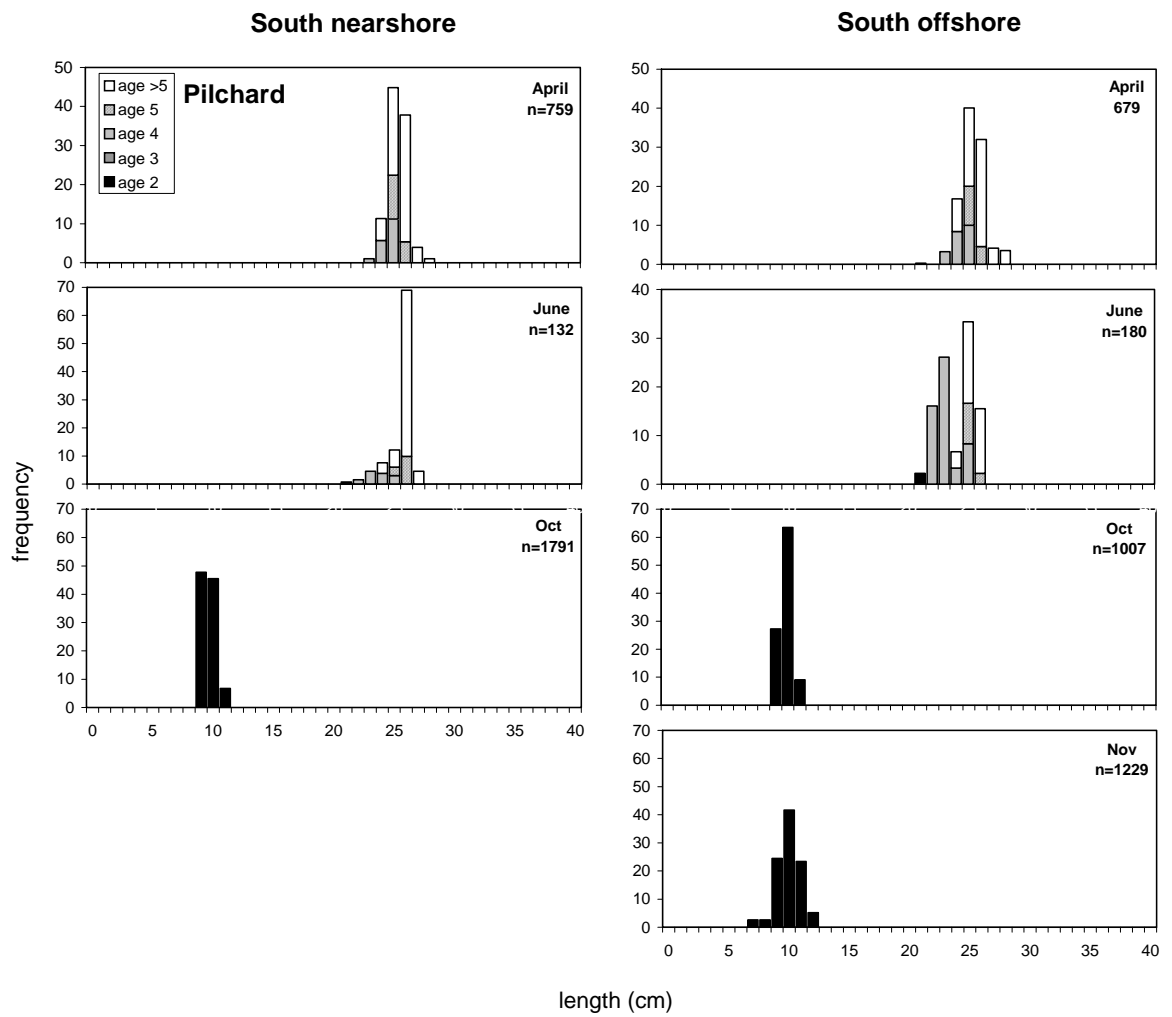 South nearshore
South offshore
Pilchard
age >5
age 5
age 4
age 3
age 2
April
n=759
50
40
30
20
10
0
April
679
50
40
30
20
10
0
June
n=132
70
60
50
40
30
20
10
0
June
n=180
40
30
20
10
0
frequency
Oct
n=1791
70
60
50
40
30
20
10
0
0 5 10 15 20 25 30 35 40
Oct
n=1007
70
60
50
40
30
20
10
0
Nov
n=1229
70
60
50
40
30
20
10
0
0 5 10 15 20 25 30 35 40
length (cm)